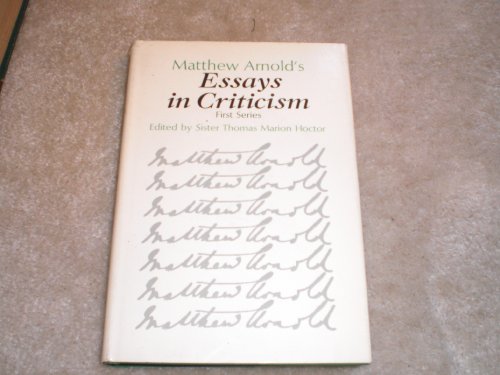 Matthew Arnold's
Essays
in Criticism
First Series
Edited by Sister Thomas Marion Hoctor
Matthew Arnold
Matthew Arnold
Matthew Arnold
Matthew Arnold
Matthew Arnold
Matthew Arnold
Matthew Arnold